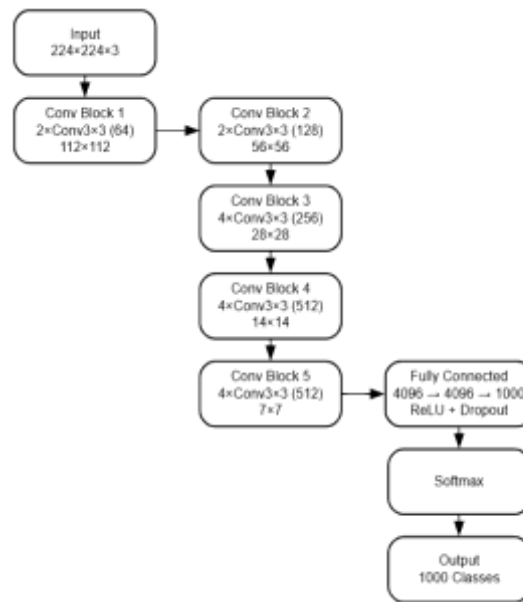 Input
224×224×3
Conv Block 1
2×Conv3×3 (64)
112×112
Conv Block 2
2×Conv3×3 (128)
56×56
Conv Block 3
4×Conv3×3 (256)
28×28
Conv Block 4
4×Conv3×3 (512)
14×14
Conv Block 5
4×Conv3×3 (512)
7×7
Fully Connected
4096 → 4096 → 1000
ReLU + Dropout
Softmax
Output
1000 Classes